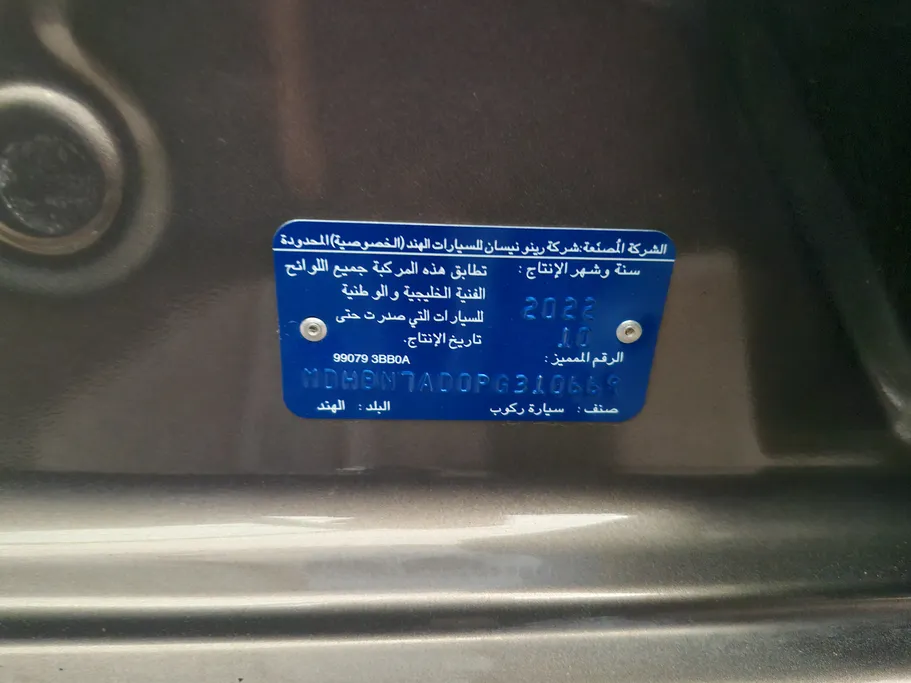 الشركة المصنعة: شركة رينو نيسان للسيارات الهند (الخصوصية) المحدودة
سنة وشهر الإنتاج :
2022
10
تطابق هذه المركبة جميع اللوائح
الفنية الخليجية والوطنية
للسيارات التي صدرت حتى
تاريخ الإنتاج.
الرقم المميز :
99079 3BB0A
MDHBN7AD0PG310669
صنف : سيارة ركوب
البلد : الهند